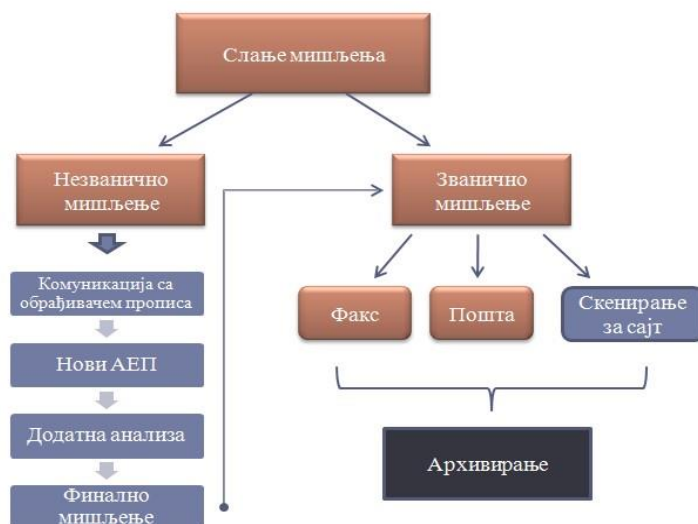 Слање мишљења
Незванично
мишљење
Званично
мишљење
Комуникација са
обрађивачем прописа
Нови АЕП
Додатна анализа
Финално
мишљење
Факс
Пошта
Скенирање
за сајт
Архивирање